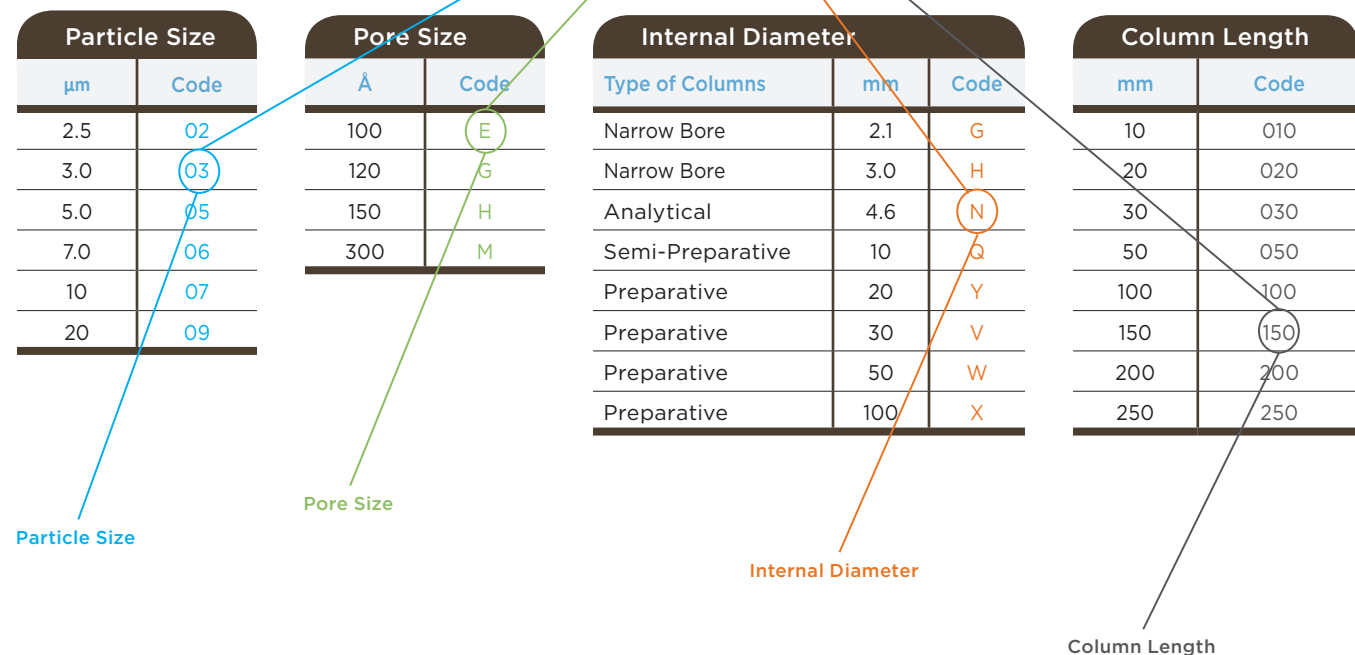 Particle Size
µm Code
2.5 02
3.0 03
5.0 05
7.0 06
10 07
20 09
Pore Size
Å Code
100 E
120 G
150 H
300 M
Internal Diameter
Type of Columns mm Code
Narrow Bore 2.1 G
Narrow Bore 3.0 H
Analytical 4.6 N
Semi-Preparative 10 Q
Preparative 20 Y
Preparative 30 V
Preparative 50 W
Preparative 100 X
Column Length
mm Code
10 010
20 020
30 030
50 050
100 100
150 150
200 200
250 250
Particle Size
Pore Size
Internal Diameter
Column Length